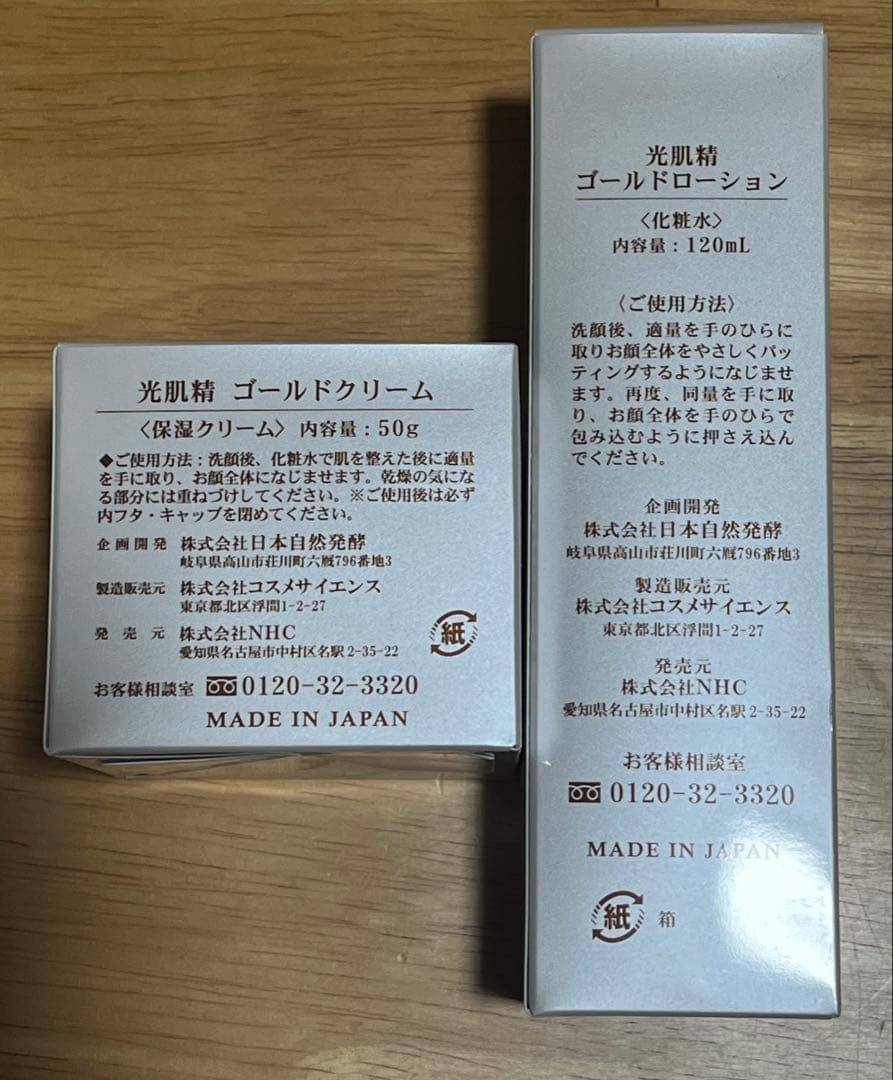 光肌精 ゴールドクリーム
〈保湿クリーム〉 内容量：50g
◆ご使用方法：洗顔後、化粧水で肌を整えた後に適量
を手に取り、お顔全体になじませます。乾燥の気にな
る部分には重ねづけしてください。※ご使用後は必ず
内フタ・キャップを閉めてください。
企画開発 株式会社日本自然発酵
岐阜県高山市荘川町六厩796番地3
製造販売元 株式会社コスメサイエンス
東京都北区浮間1-2-27
発売元 株式会社NHC
愛知県名古屋市中村区名駅2-35-22
紙
お客様相談室 0120-32-3320
MADE IN JAPAN
光肌精
ゴールドローション
〈化粧水〉
内容量：120mL
〈ご使用方法〉
洗顔後、適量を手のひらに
取りお顔全体をやさしくパッ
ティングするようになじませ
ます。再度、同量を手に取
り、お顔全体を手のひらで
包み込むように押さえ込ん
でください。
企画開発
株式会社日本自然発酵
岐阜県高山市荘川町六厩796番地3
製造販売元
株式会社コスメサイエンス
東京都北区浮間1-2-27
発売元
株式会社NHC
愛知県名古屋市中村区名駅2-35-22
お客様相談室
0120-32-3320
MADE IN JAPAN
紙 箱